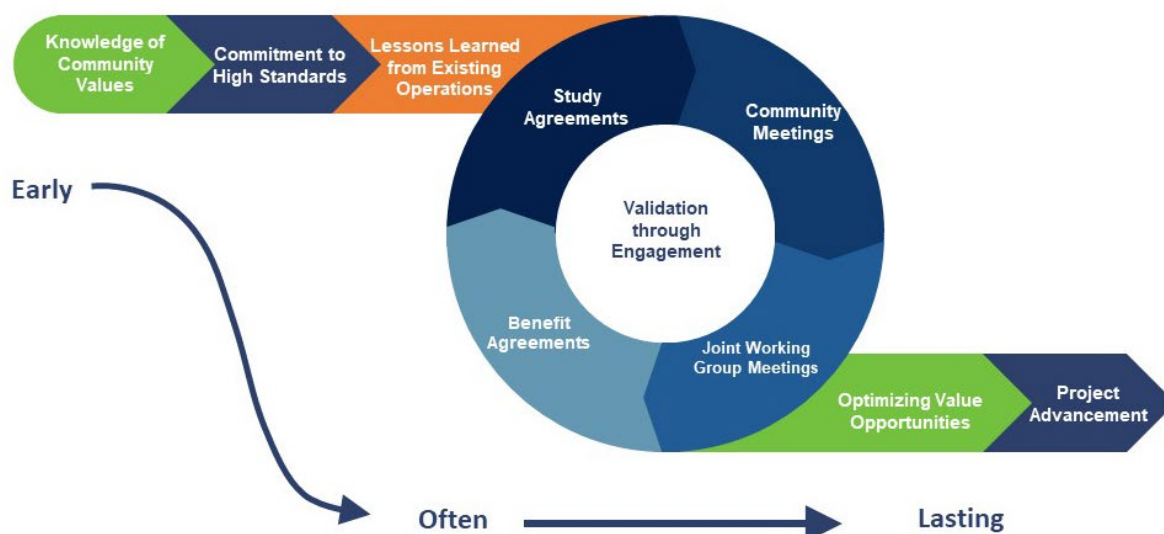 Knowledge of
Community
Values
Commitment to
High Standards
Lessons Learned
from Existing
Operations
Study
Agreements
Community
Meetings
Validation
through
Engagement
Benefit
Agreements
Joint Working
Group Meetings
Optimizing Value
Opportunities
Project
Advancement
Early
Often
Lasting